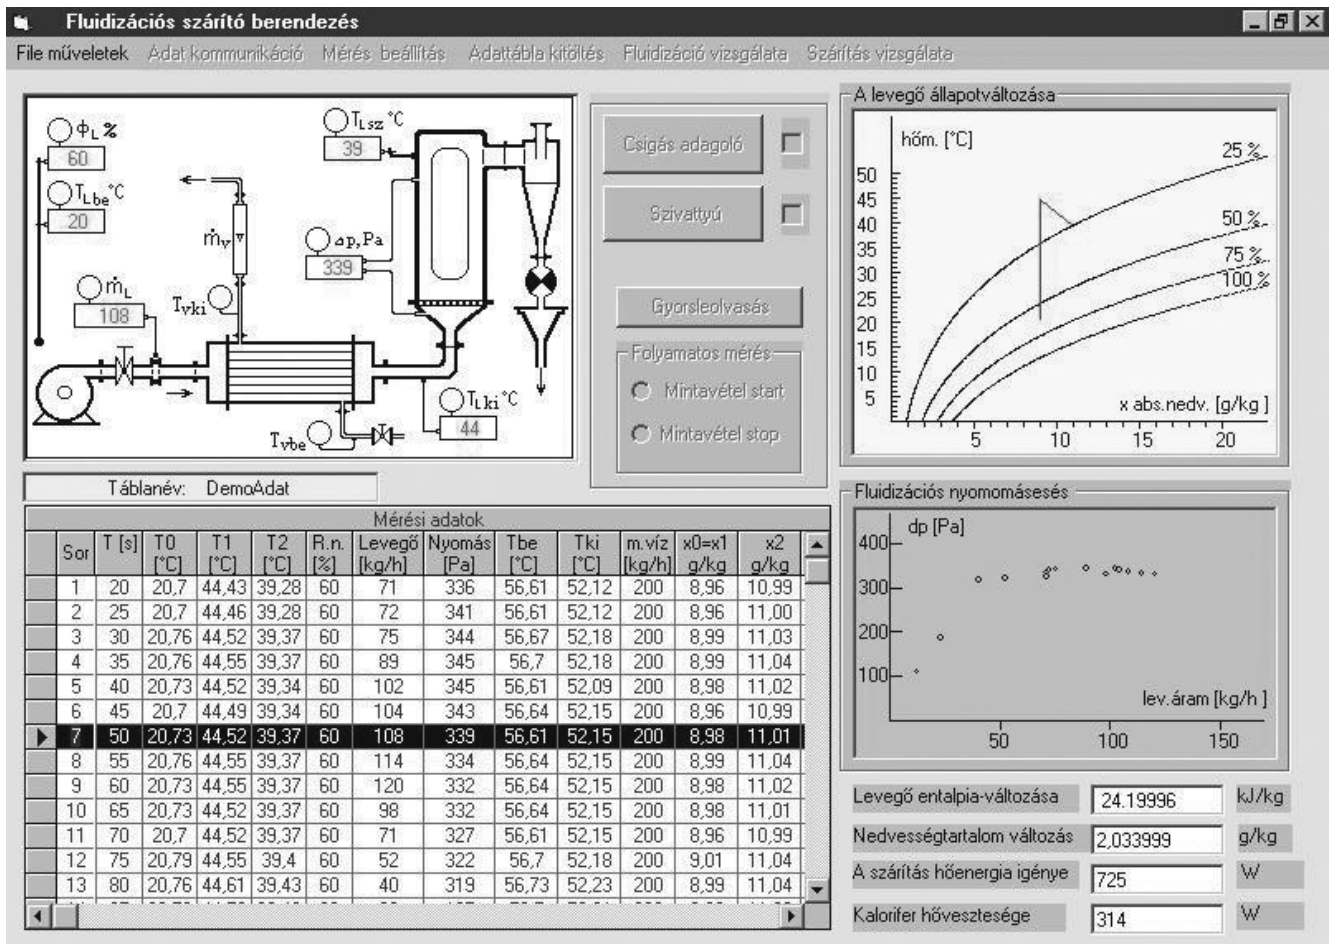 Fluidizációs szárító berendezés
File műveletek Adat kommunikáció Mérés beállítás Adattábla kitöltés Fluidizáció vizsgálata Szárítás vizsgálata
ϕL %
60
TLbe °C
20
ṁL
108
ṁv
Tvki
TLsz °C
39
Δp,Pa
339
TLki °C
44
Tvbe
Csigás adagoló
Szivattyú
Gyorsleolvasás
Folyamatos mérés
Mintavétel start
Mintavétel stop
A levegő állapotváltozása
hőm. [°C]
50
45
40
35
30
25
20
15
10
5
25 %
50 %
75 %
100 %
x abs.nedv. [g/kg ]
5 10 15 20
Táblanév: DemoAdat
Mérési adatok
Sor T [s] T0 [°C] T1 [°C] T2 [°C] R.n. [%] Levegő [kg/h] Nyomás [Pa] Tbe [°C] Tki [°C] m.víz [kg/h] x0=x1 g/kg x2 g/kg
1 20 20,7 44,43 39,28 60 71 336 56,61 52,12 200 8,96 10,99
2 25 20,7 44,46 39,28 60 72 341 56,61 52,12 200 8,96 11,00
3 30 20,76 44,52 39,37 60 75 344 56,67 52,18 200 8,99 11,03
4 35 20,76 44,55 39,37 60 89 345 56,7 52,18 200 8,99 11,04
5 40 20,73 44,52 39,34 60 102 345 56,61 52,09 200 8,98 11,02
6 45 20,7 44,49 39,34 60 104 343 56,64 52,15 200 8,96 10,99
7 50 20,73 44,52 39,37 60 108 339 56,61 52,15 200 8,98 11,01
8 55 20,76 44,55 39,37 60 114 334 56,64 52,15 200 8,99 11,04
9 60 20,73 44,55 39,37 60 120 332 56,64 52,15 200 8,98 11,02
10 65 20,73 44,52 39,37 60 98 332 56,64 52,15 200 8,98 11,01
11 70 20,7 44,52 39,37 60 71 327 56,61 52,15 200 8,96 10,99
12 75 20,79 44,55 39,4 60 52 322 56,7 52,18 200 9,01 11,04
13 80 20,76 44,61 39,43 60 40 319 56,73 52,23 200 8,99 11,04
Fluidizációs nyomomásesés
dp [Pa]
400
300
200
100
lev.áram [kg/h ]
50 100 150
Levegő entalpia-változása 24.19996 kJ/kg
Nedvességtartalom változás 2,033999 g/kg
A szárítás hőenergia igénye 725 W
Kalorifer hővesztesége 314 W